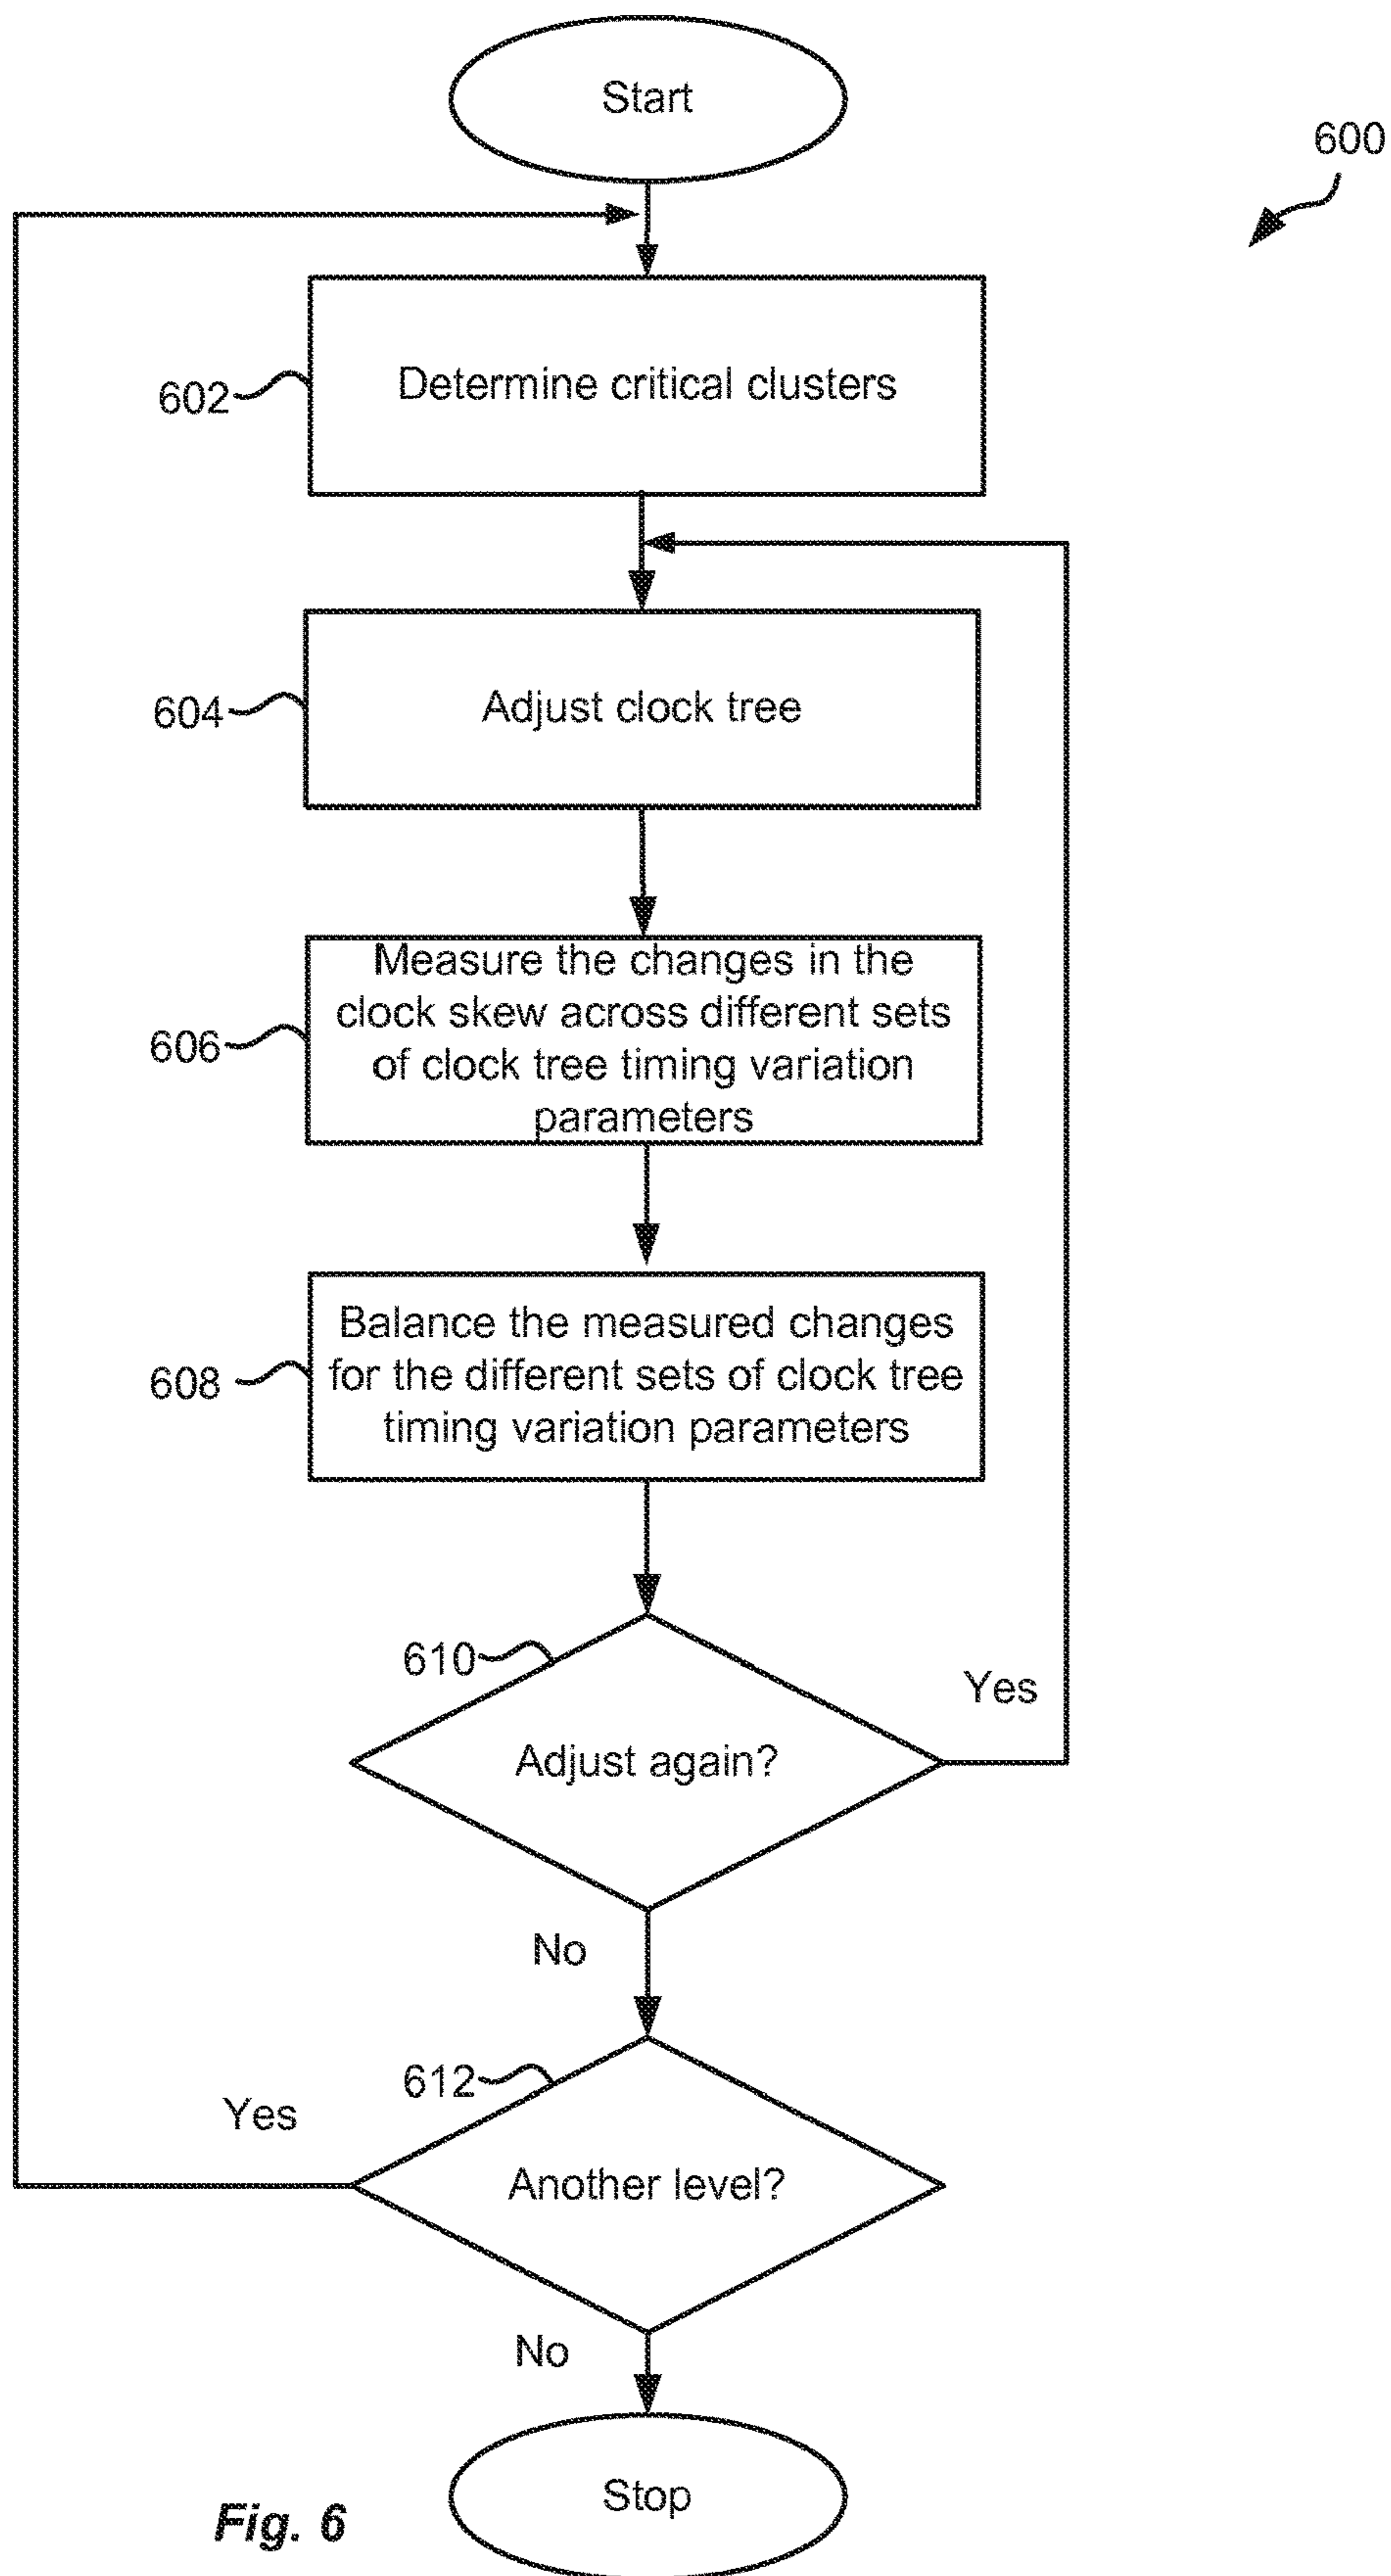 Start
600
602
Determine critical clusters
604
Adjust clock tree
606
Measure the changes in the
clock skew across different sets
of clock tree timing variation
parameters
608
Balance the measured changes
for the different sets of clock tree
timing variation parameters
610
Adjust again?
Yes
No
612
Another level?
Yes
No
Stop
Fig. 6